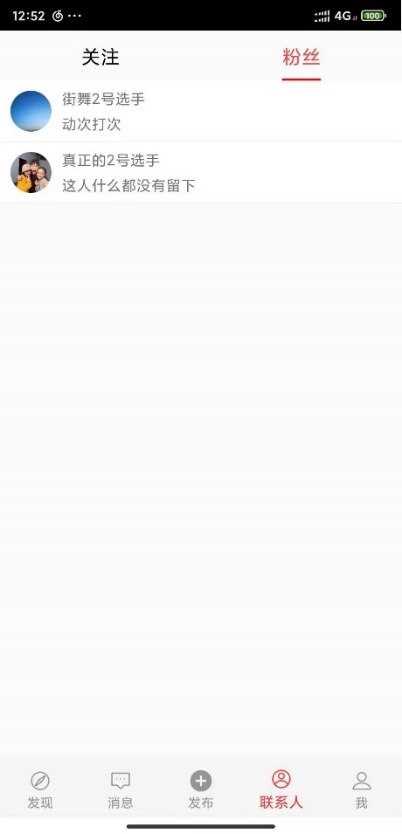 12:52 ···
4G 100
关注 粉丝
街舞2号选手
动次打次
真正的2号选手
这人什么都没有留下
发现 消息 发布 联系人 我